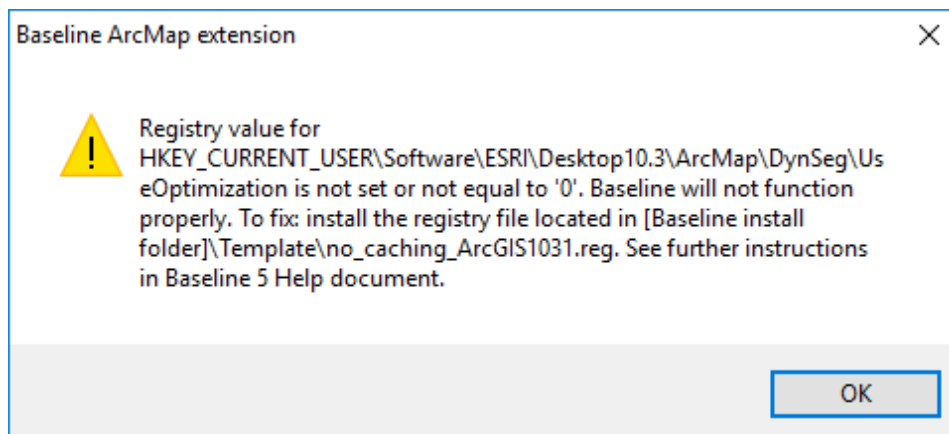 Baseline ArcMap extension
Registry value for
HKEY_CURRENT_USER\Software\ESRI\Desktop10.3\ArcMap\DynSeg\Us
eOptimization is not set or not equal to '0'. Baseline will not function
properly. To fix: install the registry file located in [Baseline install
folder]\Template\no_caching_ArcGIS1031.reg. See further instructions
in Baseline 5 Help document.
OK